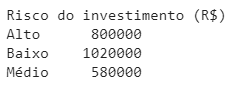 Risco do investimento (R$)
Alto 800000
Baixo 1020000
Médio 580000